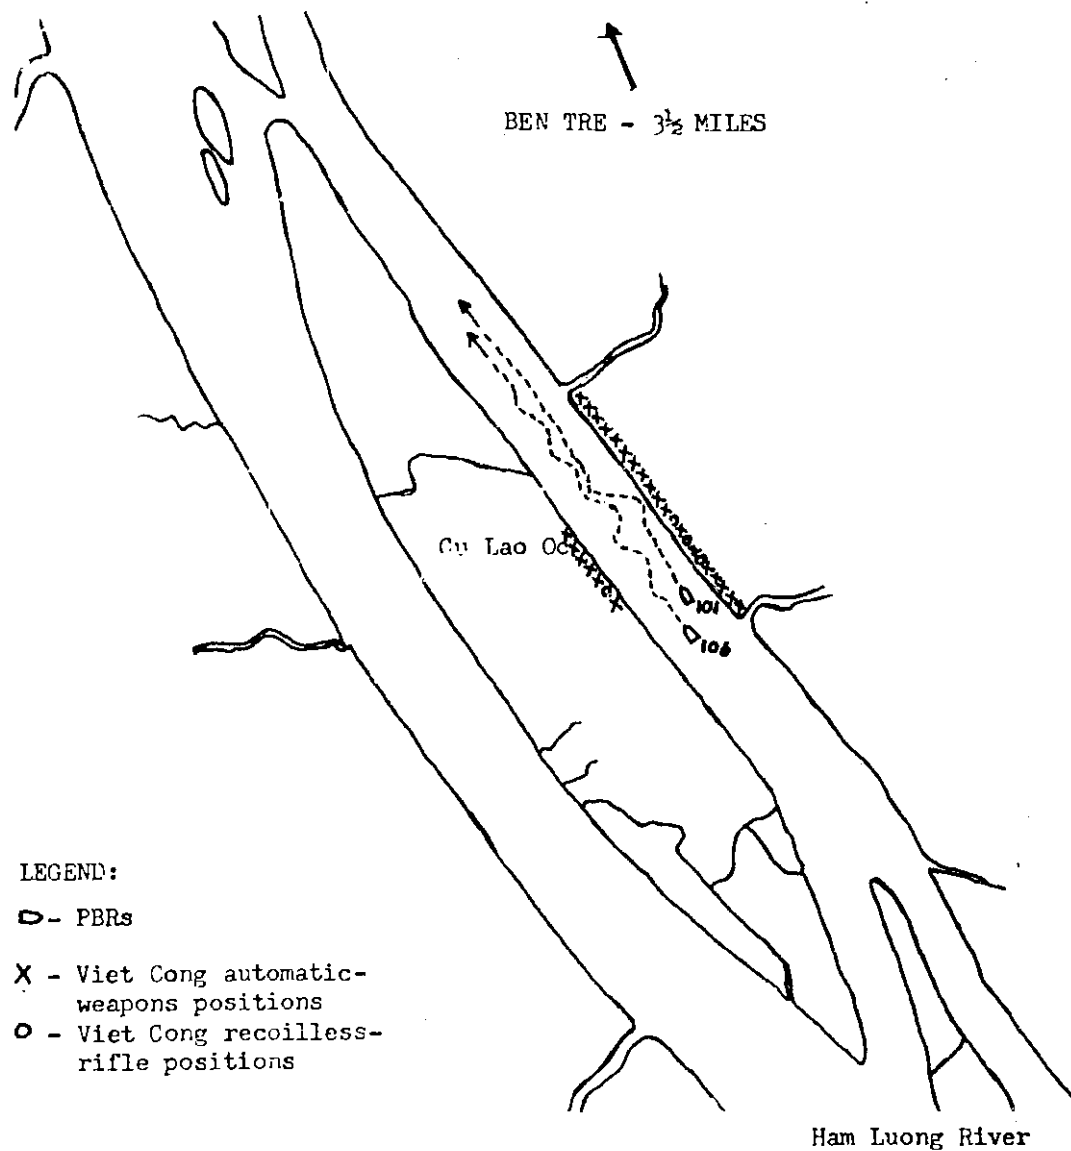 BEN TRE - 3½ MILES
Cu Lao Oc
101
106
LEGEND:
- PBRs
X - Viet Cong automatic-
weapons positions
O - Viet Cong recoilless-
rifle positions
Ham Luong River